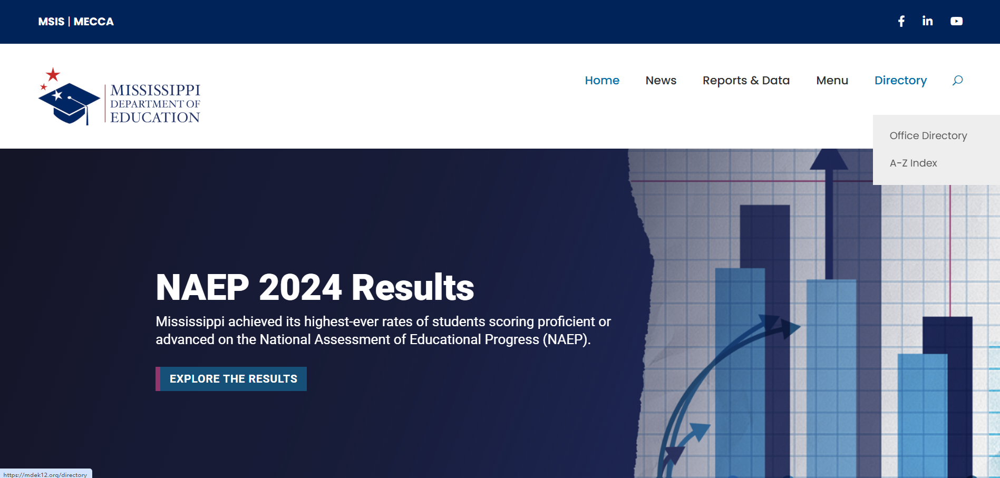 MSIS | MECCA
MISSISSIPPI
DEPARTMENT OF
EDUCATION
Home News Reports & Data Menu Directory
Office Directory
A-Z Index
NAEP 2024 Results
Mississippi achieved its highest-ever rates of students scoring proficient or
advanced on the National Assessment of Educational Progress (NAEP).
EXPLORE THE RESULTS
https://mdek12.org/directory